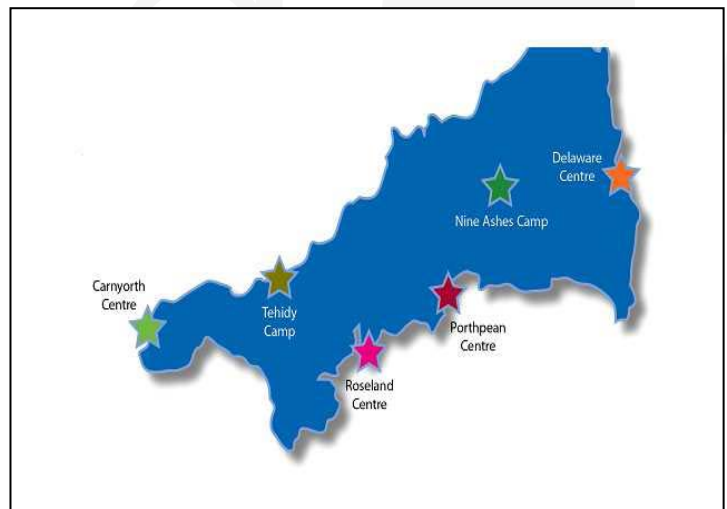 Delaware
Centre
Nine Ashes Camp
Carnyorth
Centre
Tehidy
Camp
Porthpean
Centre
Roseland
Centre